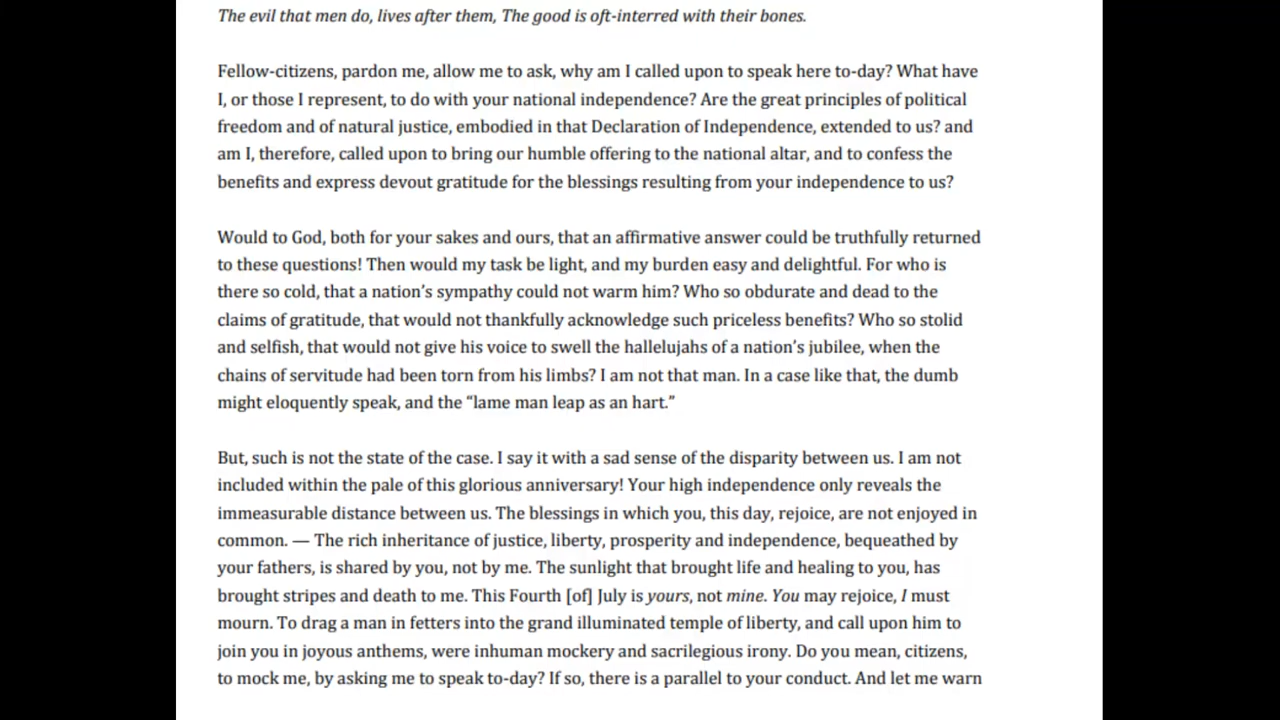 The evil that men do, lives after them, The good is oft-interred with their bones.
Fellow-citizens, pardon me, allow me to ask, why am I called upon to speak here to-day? What have
I, or those I represent, to do with your national independence? Are the great principles of political
freedom and of natural justice, embodied in that Declaration of Independence, extended to us? and
am I, therefore, called upon to bring our humble offering to the national altar, and to confess the
benefits and express devout gratitude for the blessings resulting from your independence to us?
Would to God, both for your sakes and ours, that an affirmative answer could be truthfully returned
to these questions! Then would my task be light, and my burden easy and delightful. For who is
there so cold, that a nation’s sympathy could not warm him? Who so obdurate and dead to the
claims of gratitude, that would not thankfully acknowledge such priceless benefits? Who so stolid
and selfish, that would not give his voice to swell the hallelujahs of a nation’s jubilee, when the
chains of servitude had been torn from his limbs? I am not that man. In a case like that, the dumb
might eloquently speak, and the “lame man leap as an hart.”
But, such is not the state of the case. I say it with a sad sense of the disparity between us. I am not
included within the pale of this glorious anniversary! Your high independence only reveals the
immeasurable distance between us. The blessings in which you, this day, rejoice, are not enjoyed in
common. — The rich inheritance of justice, liberty, prosperity and independence, bequeathed by
your fathers, is shared by you, not by me. The sunlight that brought life and healing to you, has
brought stripes and death to me. This Fourth [of] July is yours, not mine. You may rejoice, I must
mourn. To drag a man in fetters into the grand illuminated temple of liberty, and call upon him to
join you in joyous anthems, were inhuman mockery and sacrilegious irony. Do you mean, citizens,
to mock me, by asking me to speak to-day? If so, there is a parallel to your conduct. And let me warn